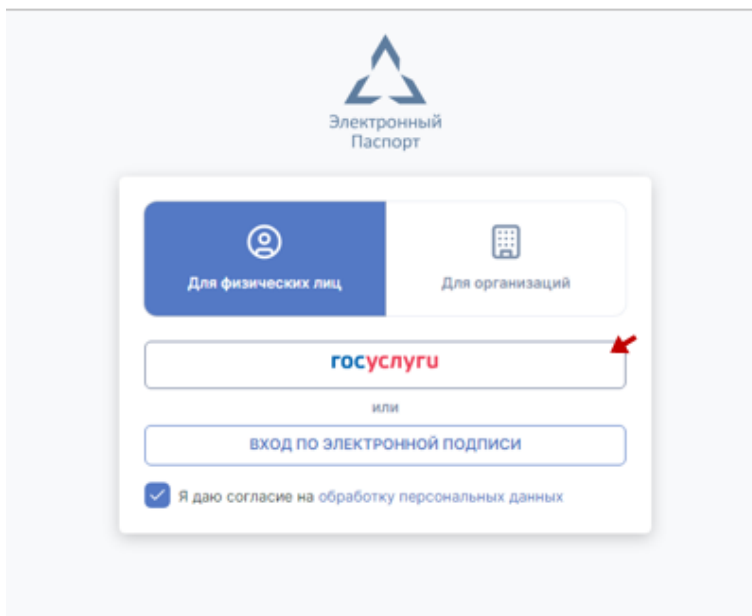 Электронный
Паспорт
Для физических лиц
Для организаций
госуслуги
или
ВХОД ПО ЭЛЕКТРОННОЙ ПОДПИСИ
Я даю согласие на обработку персональных данных